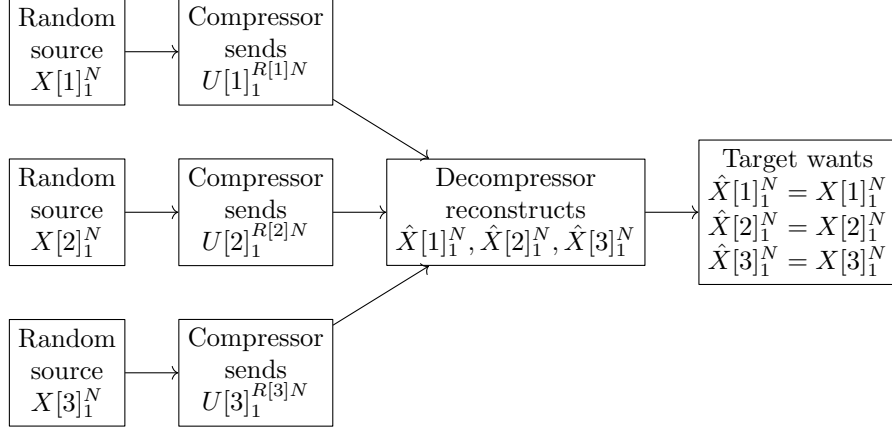 Random
source
$X[1]_1^N$
Compressor
sends
$U[1]_1^{R[1]N}$
Random
source
$X[2]_1^N$
Compressor
sends
$U[2]_1^{R[2]N}$
Decompressor
reconstructs
$\hat{X}[1]_1^N, \hat{X}[2]_1^N, \hat{X}[3]_1^N$
Target wants
$\hat{X}[1]_1^N = X[1]_1^N$
$\hat{X}[2]_1^N = X[2]_1^N$
$\hat{X}[3]_1^N = X[3]_1^N$
Random
source
$X[3]_1^N$
Compressor
sends
$U[3]_1^{R[3]N}$